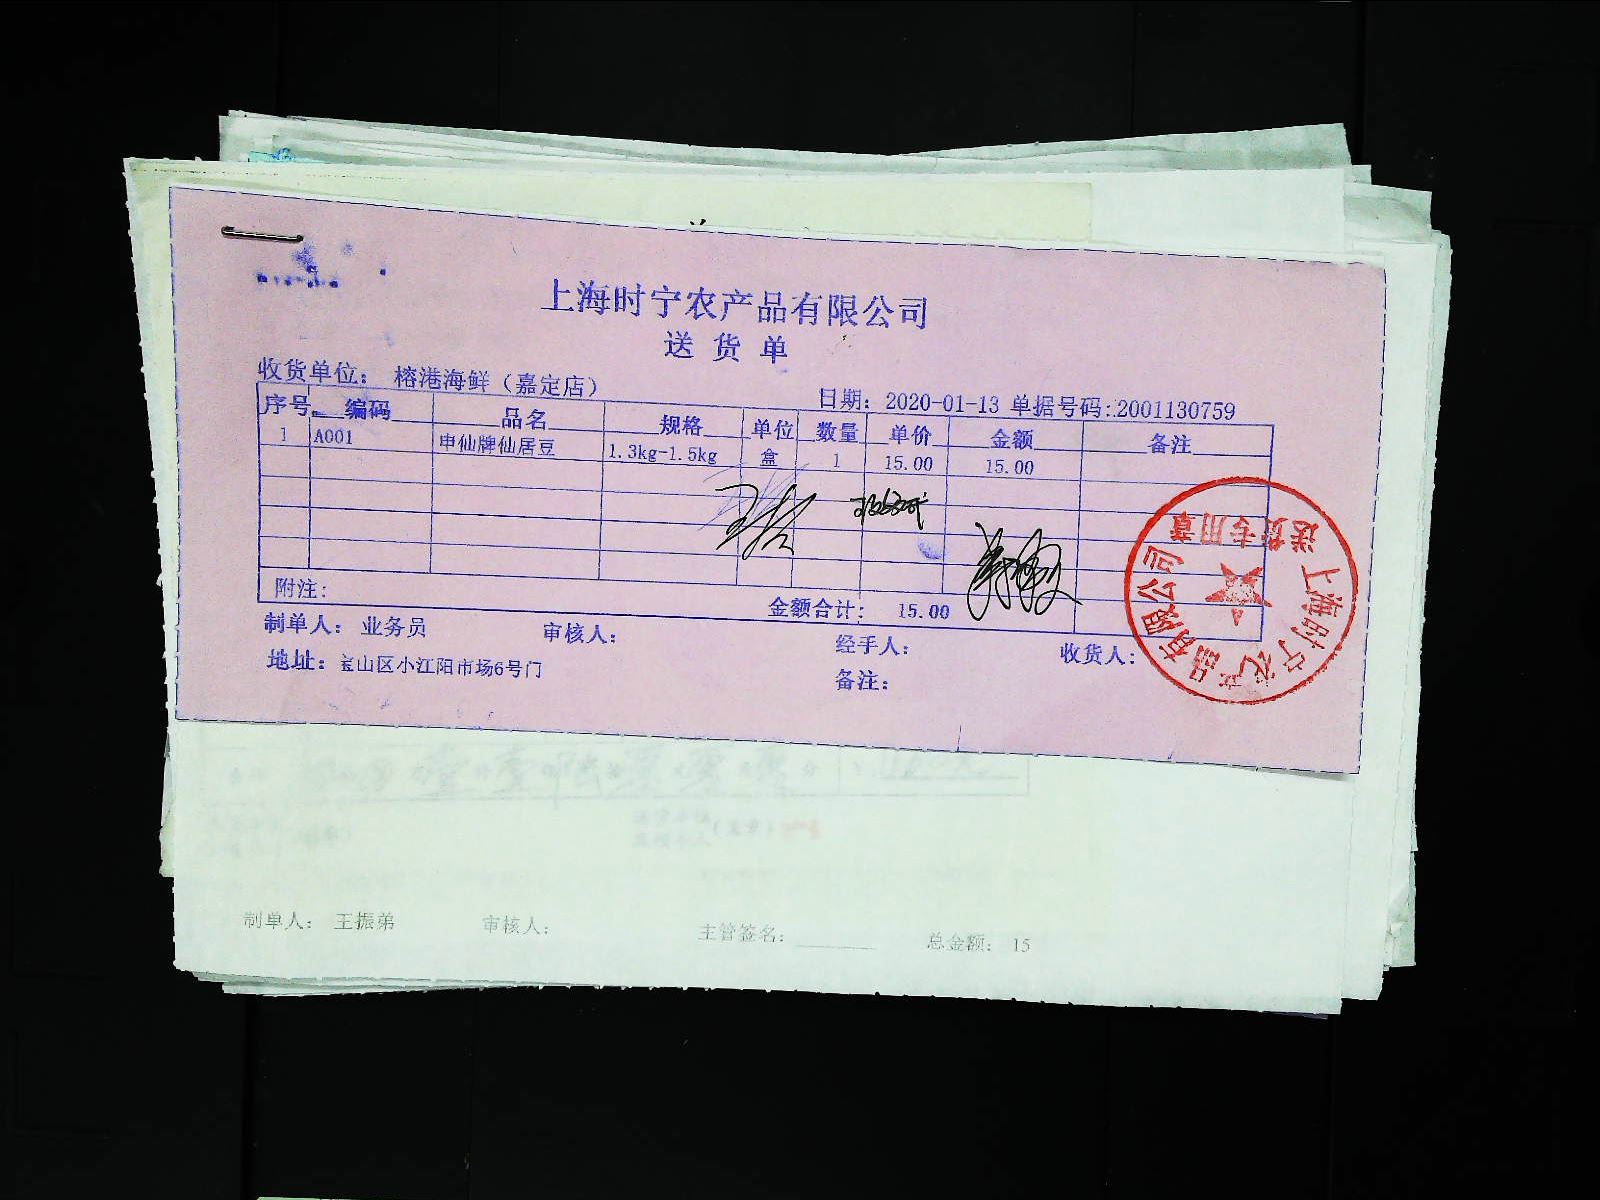 上海时宁农产品有限公司
送货单
收货单位: 榕港海鲜（嘉定店） 日期: 2020-01-13 单据号码: 2001130759
序号 编码 品名 规格 单位 数量 单价 金额 备注
1 A001 申仙牌仙居豆 1.3kg-1.5kg 盒 1 15.00 15.00
附注: 金额合计: 15.00
制单人: 业务员 审核人: 经手人: 收货人:
地址: 宝山区小江阳市场6号门 备注:
上海时宁农产品有限公司
送货专用章
制单人: 王振弟 审核人: 主管签名: 总金额: 15